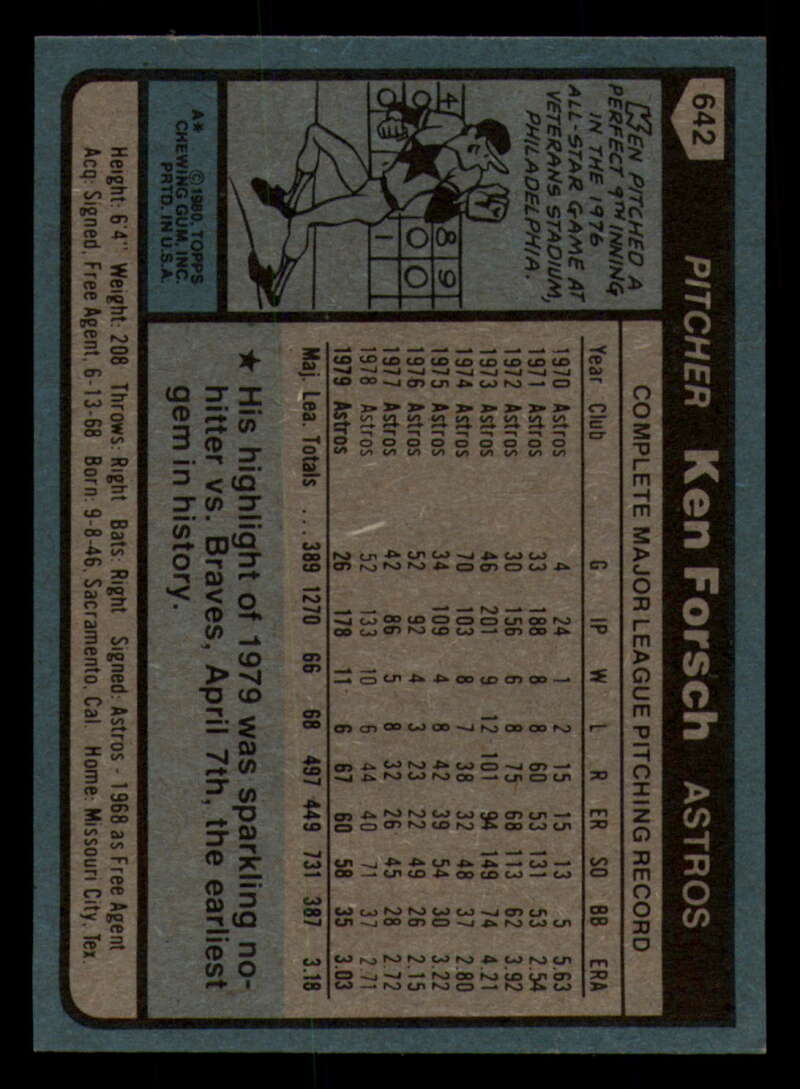 642 PITCHER Ken Forsch ASTROS
KEN PITCHED A
PERFECT 9TH INNING
IN THE 1976
ALL-STAR GAME AT
VETERANS STADIUM,
PHILADELPHIA.
4 8 9
0 0 0 0
1
A* © 1980, TOPPS
CHEWING GUM, INC.
PRTD. IN U.S.A.
COMPLETE MAJOR LEAGUE PITCHING RECORD
Year Club G IP W L R ER SO BB ERA
1970 Astros 4 24 1 2 15 15 13 5 5.63
1971 Astros 33 188 8 8 60 53 131 53 2.54
1972 Astros 30 156 6 8 75 68 113 62 3.92
1973 Astros 46 201 9 12 101 94 149 74 4.21
1974 Astros 70 103 8 7 38 32 48 37 2.80
1975 Astros 34 109 4 8 42 39 54 30 3.22
1976 Astros 52 92 4 3 23 22 49 26 2.15
1977 Astros 42 86 5 8 32 26 45 28 2.72
1978 Astros 52 133 10 6 44 40 71 37 2.71
1979 Astros 26 178 11 6 67 60 58 35 3.03
Maj. Lea. Totals . . . 389 1270 66 68 497 449 731 387 3.18
★ His highlight of 1979 was sparkling no-
hitter vs. Braves, April 7th, the earliest
gem in history.
Height: 6'4" Weight: 208 Throws: Right Bats: Right Signed: Astros - 1968 as Free Agent
Acq: Signed, Free Agent, 6-13-68 Born: 9-8-46, Sacramento, Cal Home: Missouri City, Tex.